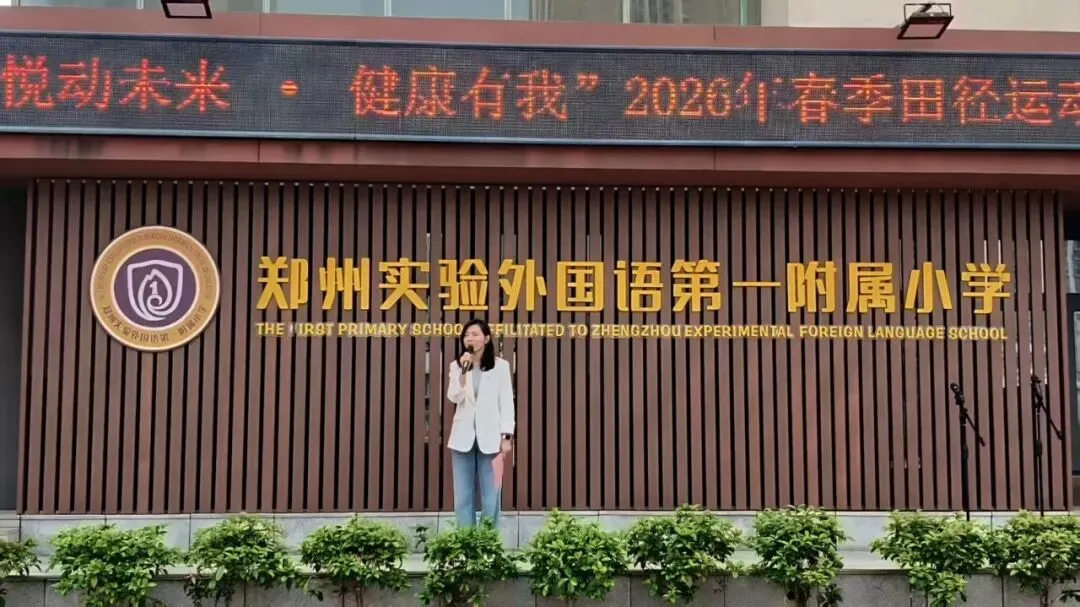 悦动未来 · 健康有我”2026年春季田径运动
郑州实验外国语第一附属小学
THE FIRST PRIMARY SCHOOL AFFILIATED TO ZHENGZHOU EXPERIMENTAL FOREIGN LANGUAGE SCHOOL